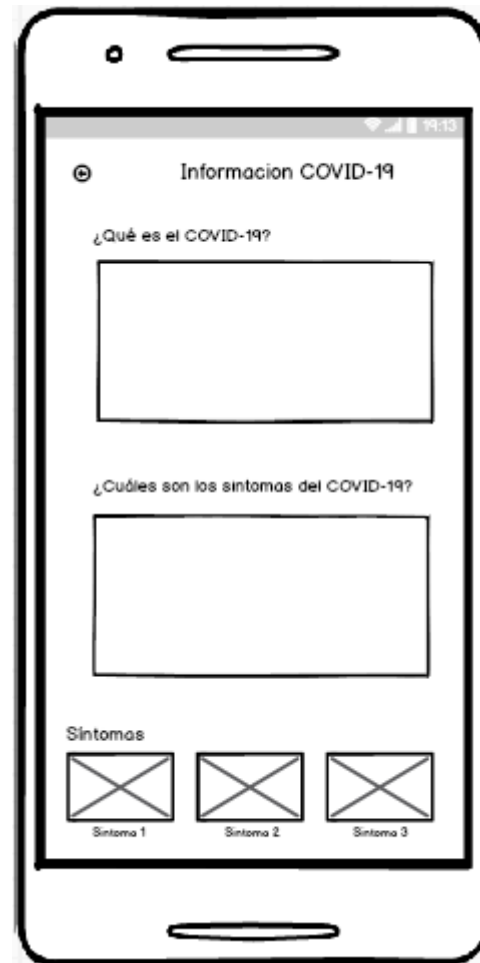 19:13
Informacion COVID-19
¿Qué es el COVID-19?
¿Cuáles son los sintomas del COVID-19?
Síntomas
Sintoma 1 Sintoma 2 Sintoma 3